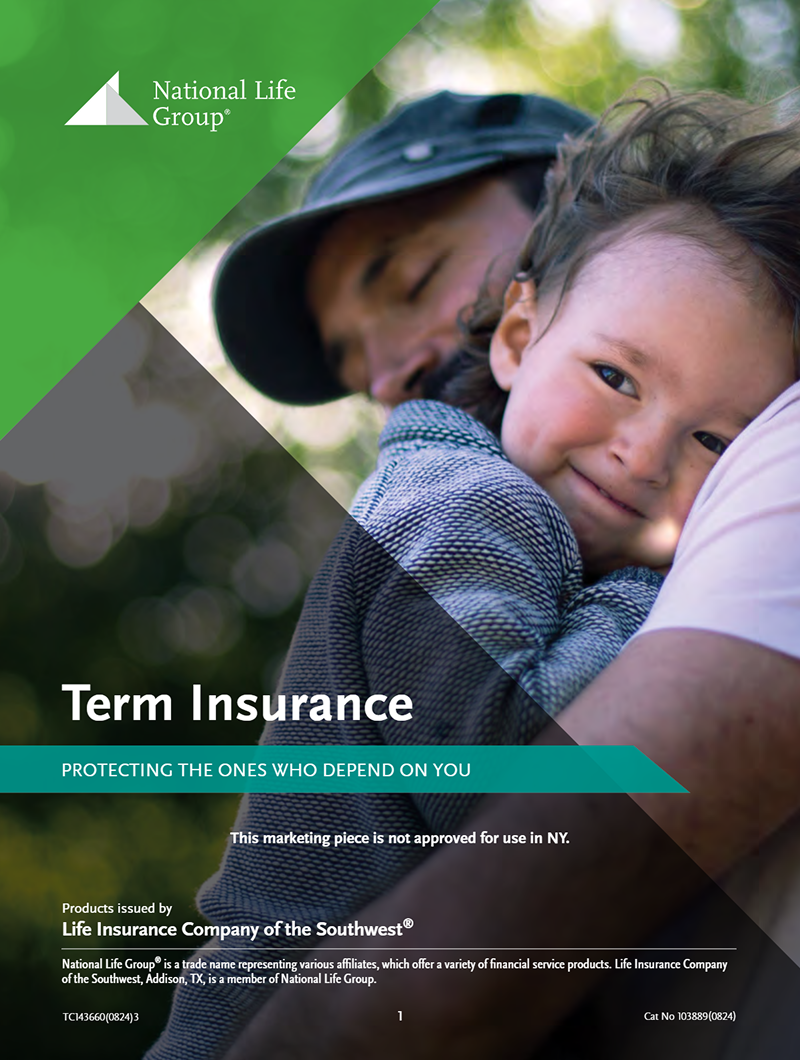 National Life
Group®
Term Insurance
PROTECTING THE ONES WHO DEPEND ON YOU
This marketing piece is not approved for use in NY.
Products issued by
Life Insurance Company of the Southwest®
National Life Group® is a trade name representing various affiliates, which offer a variety of financial service products. Life Insurance Company
of the Southwest, Addison, TX, is a member of National Life Group.
TC143660(0824)3
1
Cat No 103889(0824)